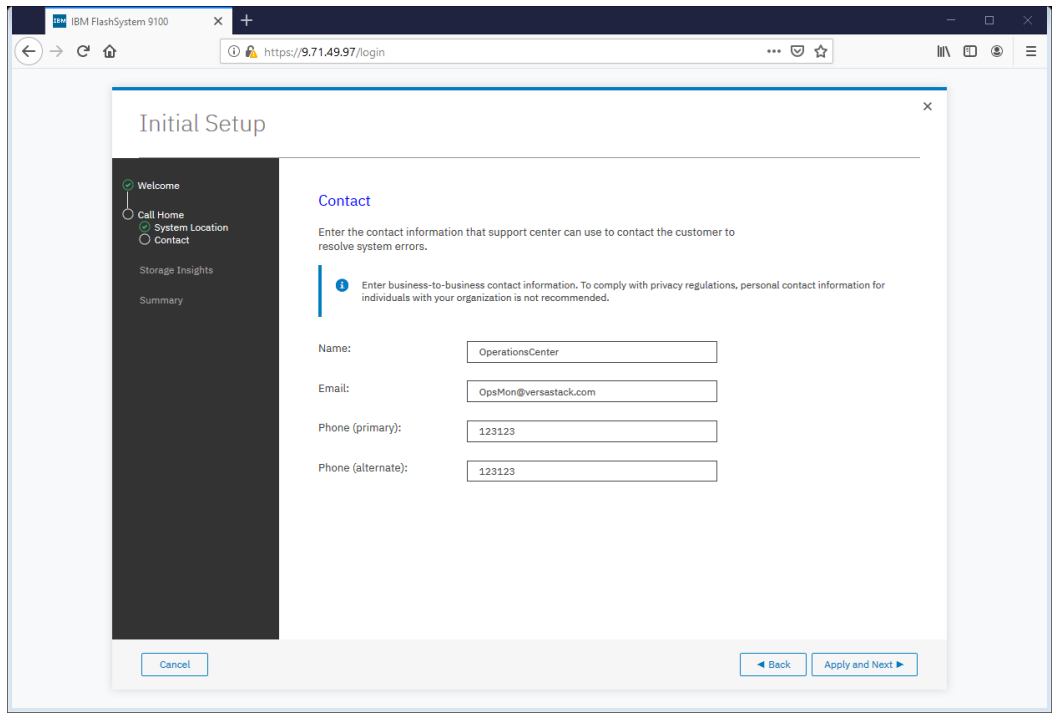 IBM IBM FlashSystem 9100
https://9.71.49.97/login
Initial Setup
Welcome
Call Home
System Location
Contact
Storage Insights
Summary
Contact
Enter the contact information that support center can use to contact the customer to
resolve system errors.
Enter business-to-business contact information. To comply with privacy regulations, personal contact information for
individuals with your organization is not recommended.
Name: OperationsCenter
Email: OpsMon@versastack.com
Phone (primary): 123123
Phone (alternate): 123123
Cancel
Back
Apply and Next